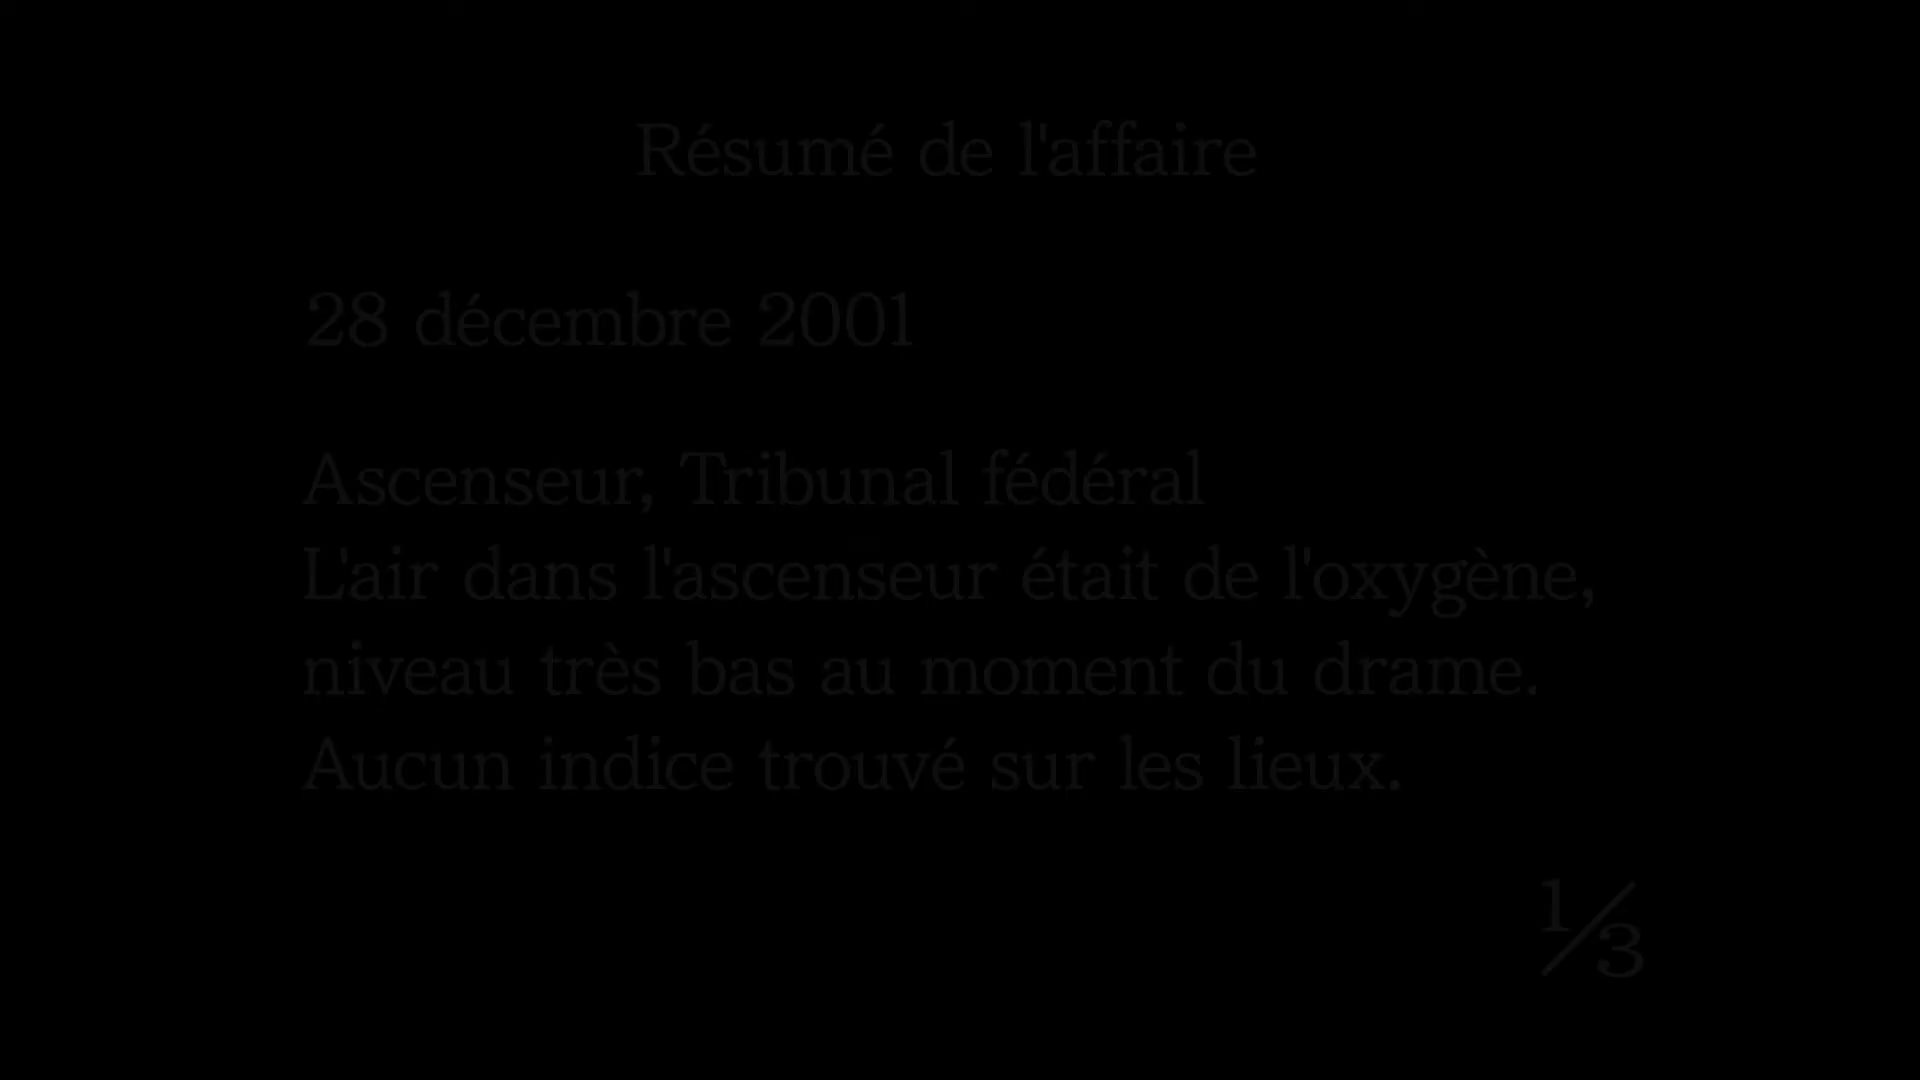 Résumé de l'affaire
28 décembre 2001
Ascenseur, Tribunal fédéral
L'air dans l'ascenseur était de l'oxygène,
niveau très bas au moment du drame.
Aucun indice trouvé sur les lieux.
1/3